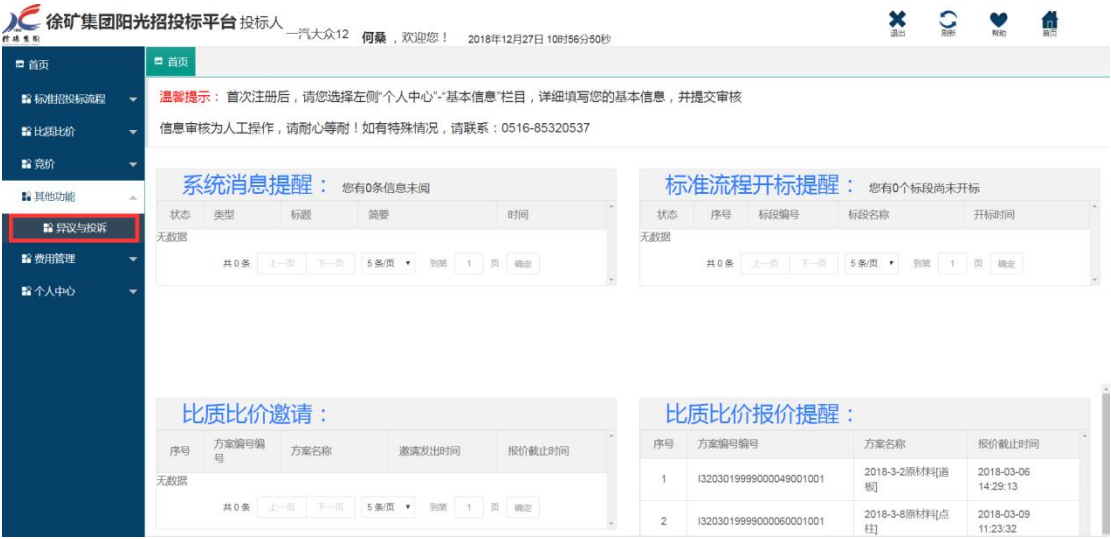 徐矿集团
徐矿集团阳光招投标平台 投标人 一汽大众12 何桑 ，欢迎您！ 2018年12月27日 10时56分50秒
退出 刷新 帮助 首页
首页
标准招投标流程
比质比价
竞价
其他功能
异议与投诉
费用管理
个人中心
首页
温馨提示： 首次注册后，请您选择左侧“个人中心”-“基本信息”栏目，详细填写您的基本信息，并提交审核
信息审核为人工操作，请耐心等耐！如有特殊情况，请联系：0516-85320537
系统消息提醒： 您有0条信息未阅
状态 类型 标题 简要 时间
无数据
共 0 条 上一页 下一页 5 条/页 到第 1 页 确定
标准流程开标提醒： 您有0个标段尚未开标
状态 序号 标段编号 标段名称 开标时间
无数据
共 0 条 上一页 下一页 5 条/页 到第 1 页 确定
比质比价邀请：
序号 方案编号编号 方案名称 邀请发出时间 报价截止时间
无数据
共 0 条 上一页 下一页 5 条/页 到第 1 页 确定
比质比价报价提醒：
序号 方案编号编号 方案名称 报价截止时间
1 I3203019999000049001001 2018-3-2原材料[道板] 2018-03-06 14:29:13
2 I3203019999000060001001 2018-3-8原材料[点柱] 2018-03-09 11:23:32